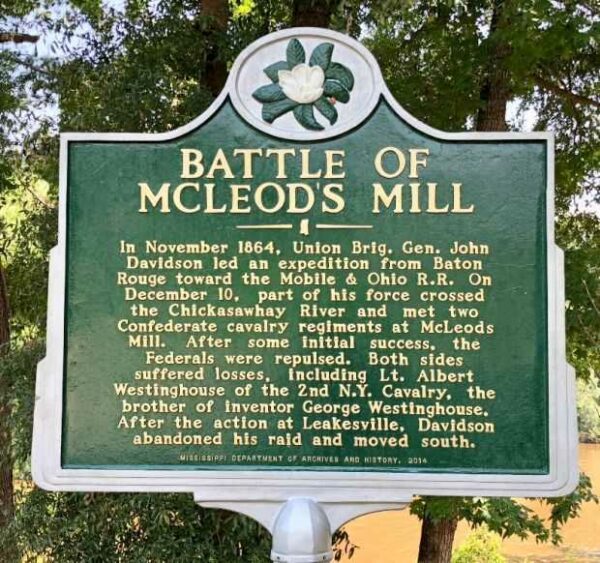 BATTLE OF
MCLEOD'S MILL
In November 1864, Union Brig. Gen. John
Davidson led an expedition from Baton
Rouge toward the Mobile & Ohio R.R. On
December 10, part of his force crossed
the Chickasawhay River and met two
Confederate cavalry regiments at McLeods
Mill. After some initial success, the
Federals were repulsed. Both sides
suffered losses, including Lt. Albert
Westinghouse of the 2nd N.Y. Cavalry, the
brother of inventor George Westinghouse.
After the action at Leakesville, Davidson
abandoned his raid and moved south.
MISSISSIPPI DEPARTMENT OF ARCHIVES AND HISTORY, 2014